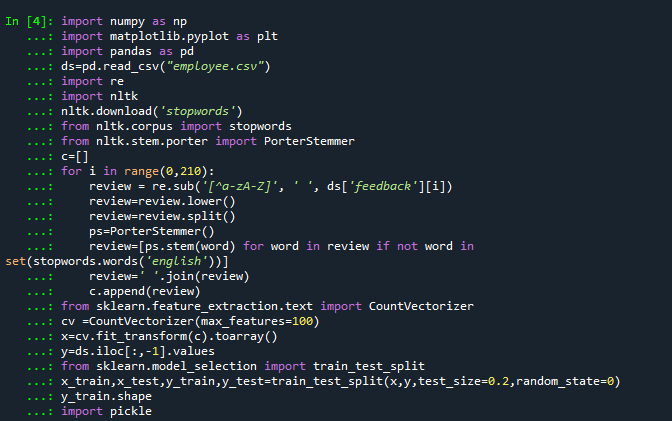 In [4]: import numpy as np
   ...: import matplotlib.pyplot as plt
   ...: import pandas as pd
   ...: ds=pd.read_csv("employee.csv")
   ...: import re
   ...: import nltk
   ...: nltk.download('stopwords')
   ...: from nltk.corpus import stopwords
   ...: from nltk.stem.porter import PorterStemmer
   ...: c=[]
   ...: for i in range(0,210):
   ...:     review = re.sub('[^a-zA-Z]', ' ', ds['feedback'][i])
   ...:     review=review.lower()
   ...:     review=review.split()
   ...:     ps=PorterStemmer()
   ...:     review=[ps.stem(word) for word in review if not word in
set(stopwords.words('english'))]
   ...:     review=' '.join(review)
   ...:     c.append(review)
   ...: from sklearn.feature_extraction.text import CountVectorizer
   ...: cv =CountVectorizer(max_features=100)
   ...: x=cv.fit_transform(c).toarray()
   ...: y=ds.iloc[:,-1].values
   ...: from sklearn.model_selection import train_test_split
   ...: x_train,x_test,y_train,y_test=train_test_split(x,y,test_size=0.2,random_state=0)
   ...: y_train.shape
   ...: import pickle